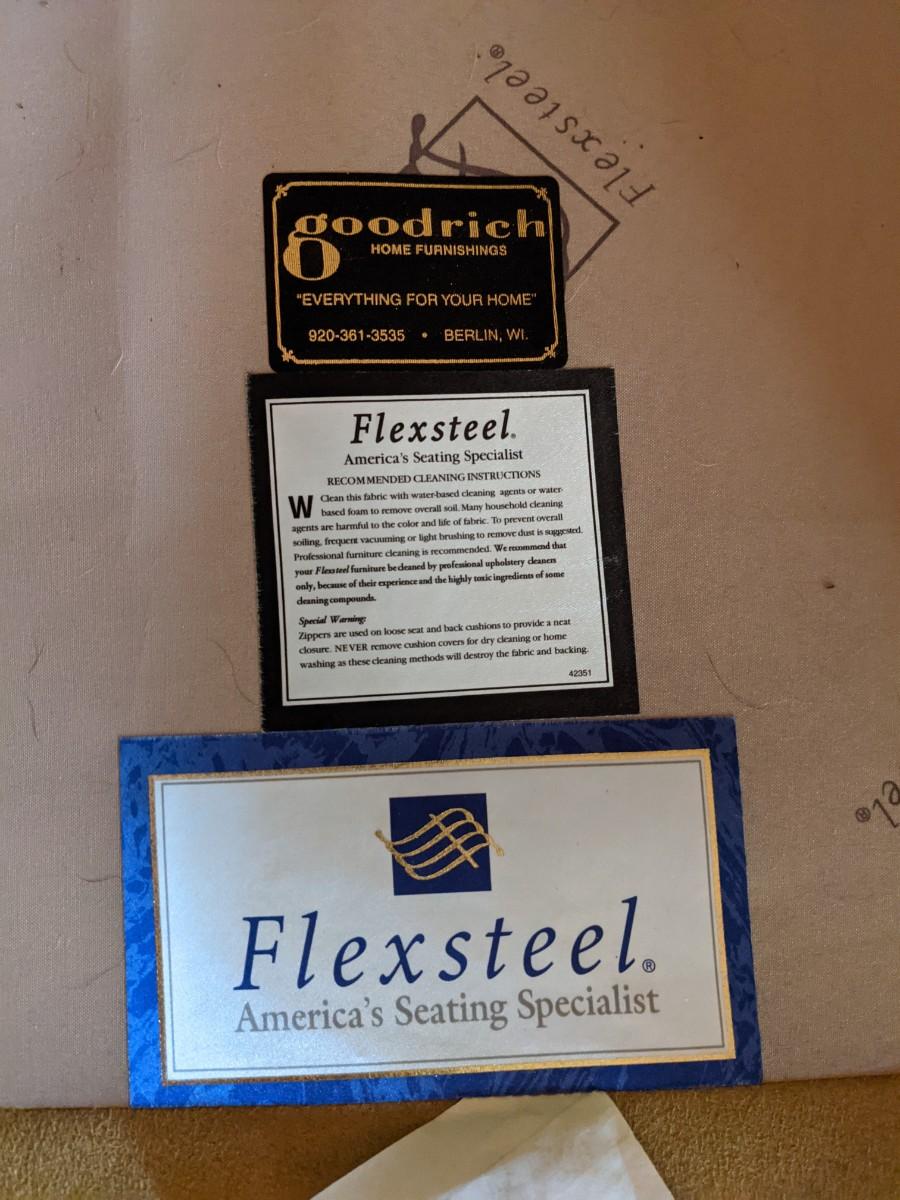 Flexsteel®
goodrich
HOME FURNISHINGS
"EVERYTHING FOR YOUR HOME"
920-361-3535 • BERLIN, WI.
Flexsteel®
America's Seating Specialist
RECOMMENDED CLEANING INSTRUCTIONS
W Clean this fabric with water-based cleaning agents or water-
based foam to remove overall soil. Many household cleaning
agents are harmful to the color and life of fabric. To prevent overall
soiling, frequent vacuuming or light brushing to remove dust is suggested.
Professional furniture cleaning is recommended. We recommend that
your Flexsteel furniture be cleaned by professional upholstery cleaners
only, because of their experience and the highly toxic ingredients of some
cleaning compounds.
Special Warning:
Zippers are used on loose seat and back cushions to provide a neat
closure. NEVER remove cushion covers for dry cleaning or home
washing as these cleaning methods will destroy the fabric and backing.
42351
el®
Flexsteel®
America's Seating Specialist